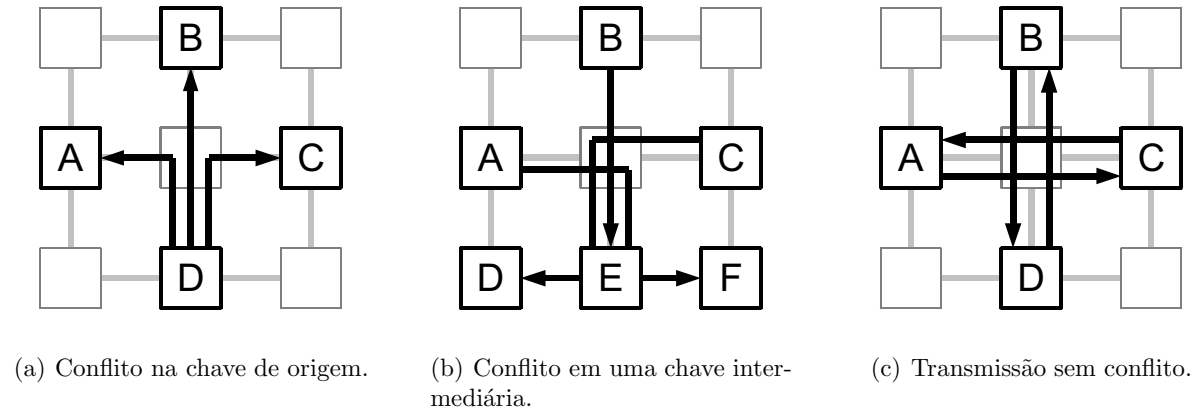 B
A
C
D
(a) Conflito na chave de origem.
B
A
C
D
E
F
(b) Conflito em uma chave inter-
mediária.
B
A
C
D
(c) Transmissão sem conflito.